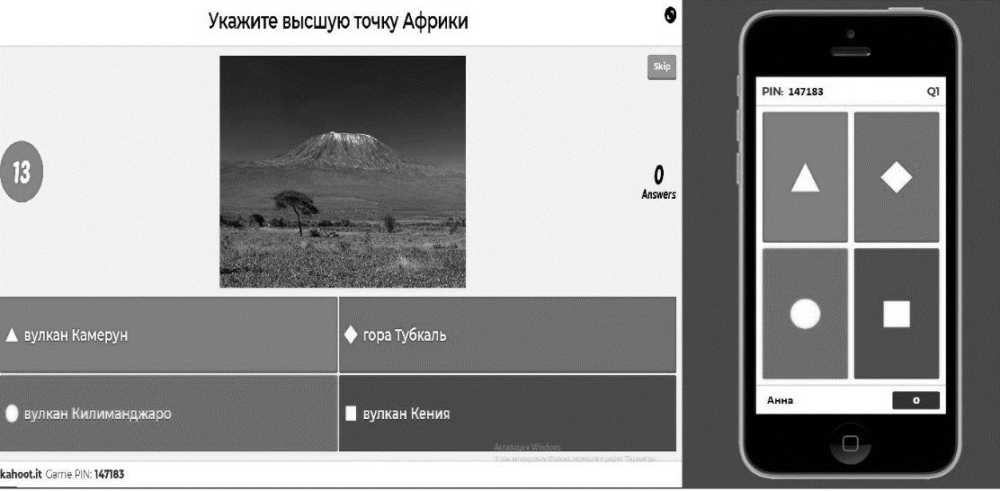 Укажите высшую точку Африки
Skip
13
0
Answers
вулкан Камерун
гора Тубкаль
вулкан Килиманджаро
вулкан Кения
Активация Windows
Чтобы активировать Windows, перейдите в раздел "Параметры".
kahoot.it Game PIN: 147183
PIN: 147183
Q1
Анна
0